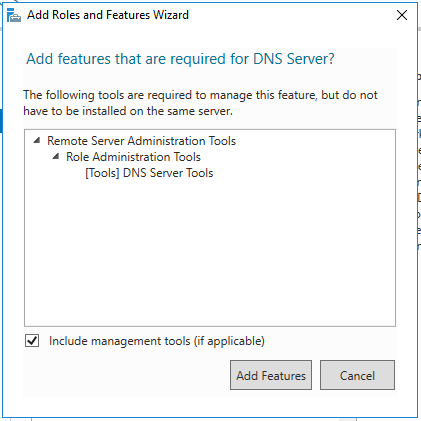 Add Roles and Features Wizard
Add features that are required for DNS Server?
The following tools are required to manage this feature, but do not
have to be installed on the same server.
Remote Server Administration Tools
Role Administration Tools
[Tools] DNS Server Tools
Include management tools (if applicable)
Add Features
Cancel